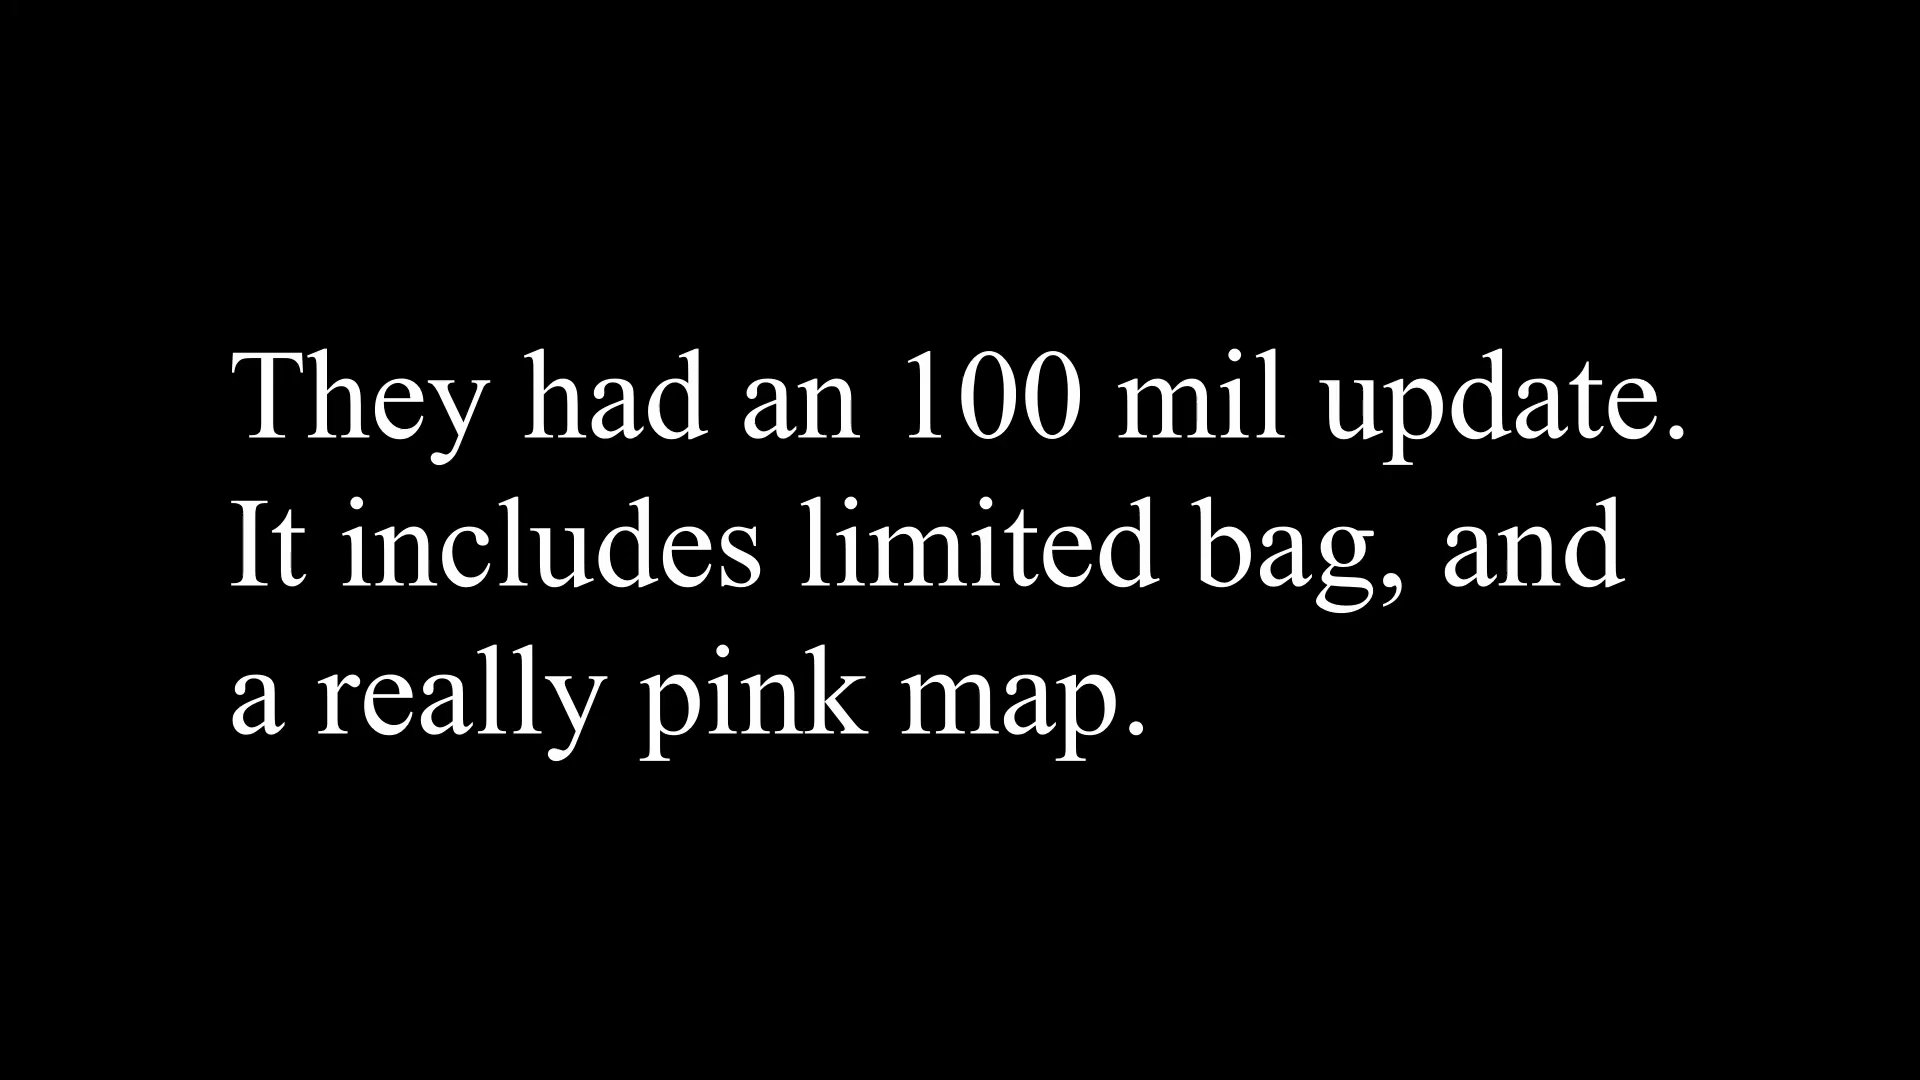 They had an 100 mil update.
It includes limited bag, and
a really pink map.